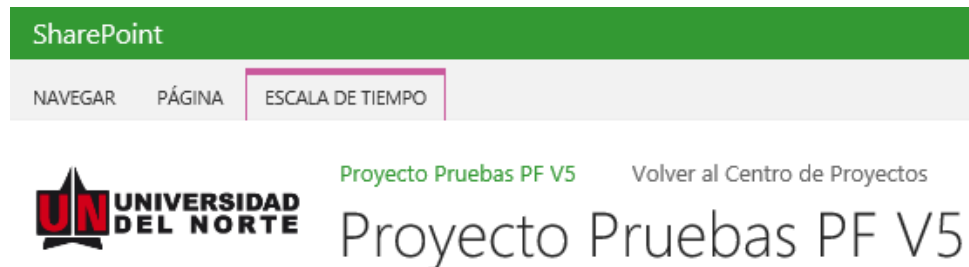 SharePoint
NAVEGAR PÁGINA ESCALA DE TIEMPO
Proyecto Pruebas PF V5 Volver al Centro de Proyectos
UN UNIVERSIDAD
DEL NORTE
Proyecto Pruebas PF V5